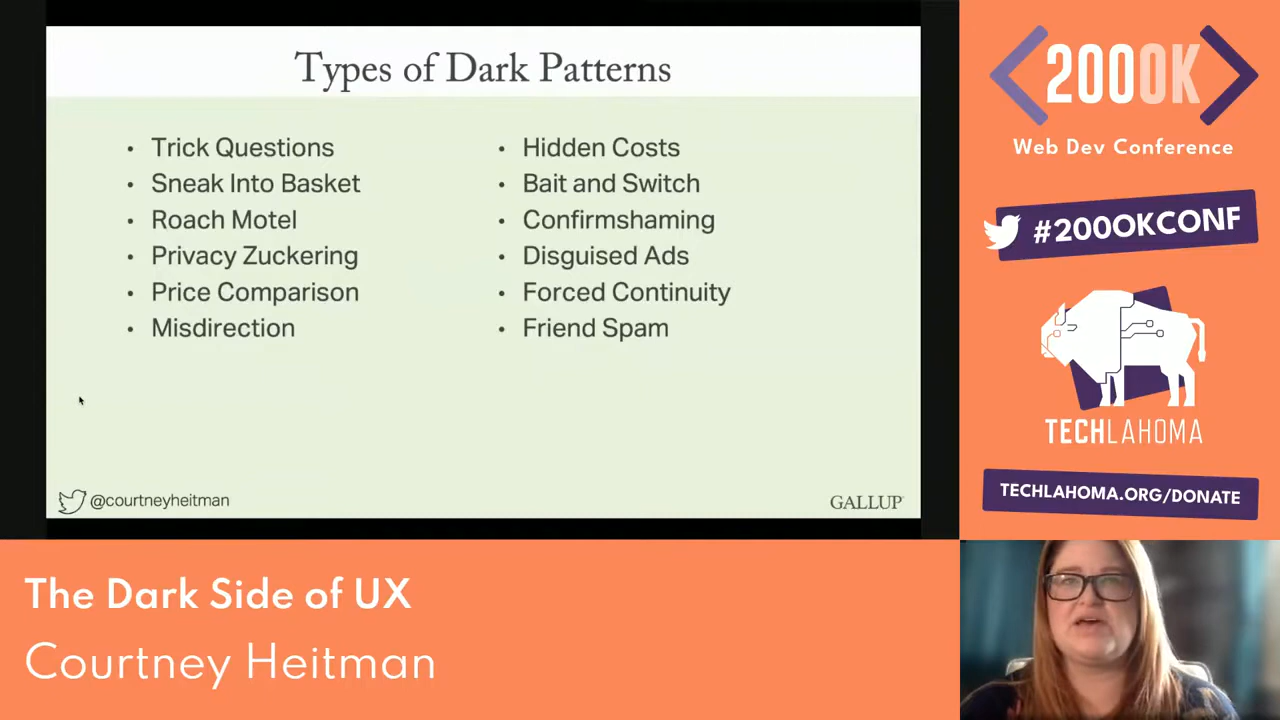 Types of Dark Patterns
• Trick Questions
• Sneak Into Basket
• Roach Motel
• Privacy Zuckering
• Price Comparison
• Misdirection
• Hidden Costs
• Bait and Switch
• Confirmshaming
• Disguised Ads
• Forced Continuity
• Friend Spam
@courtneyheitman
GALLUP
200OK
Web Dev Conference
#200OKCONF
TECHLAHOMA
TECHLAHOMA.ORG/DONATE
The Dark Side of UX
Courtney Heitman